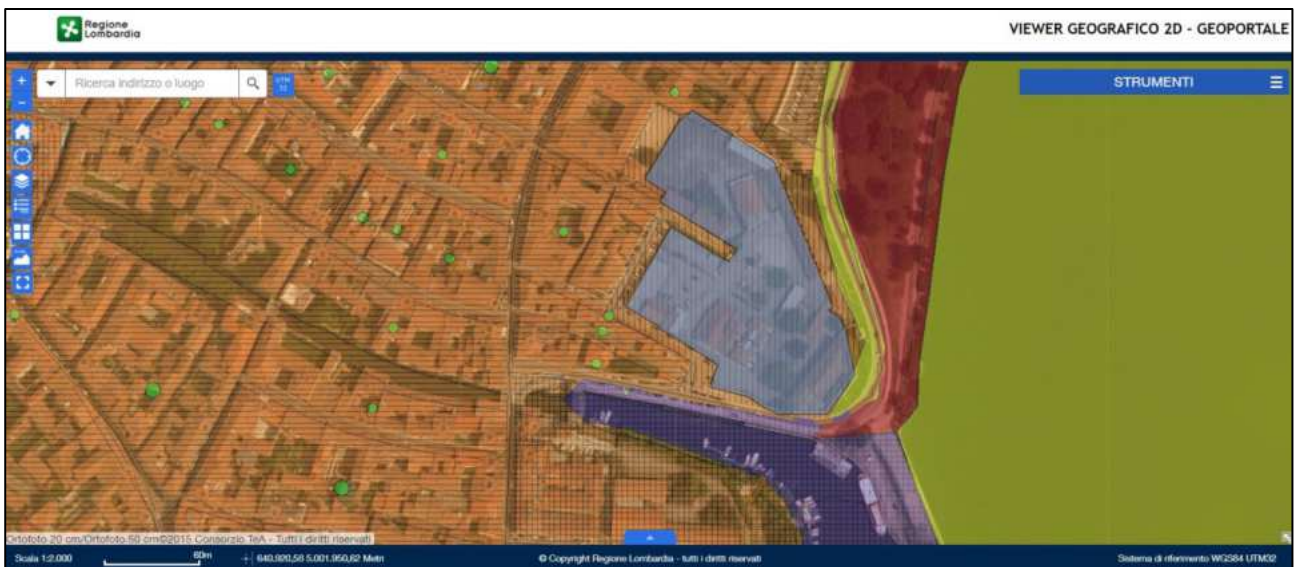 Regione
Lombardia
VIEWER GEOGRAFICO 2D - GEOPORTALE
+
Ricerca indirizzo o luogo
UTM
32
STRUMENTI
-
Ortofoto 20 cm/Ortofoto 50 cm©2015 Consorzio TeA - Tutti i diritti riservati
Scala 1:2.000
60m
640.920,58 5.001.950,62 Metri
© Copyright Regione Lombardia - tutti i diritti riservati
Sistema di riferimento WGS84 UTM32